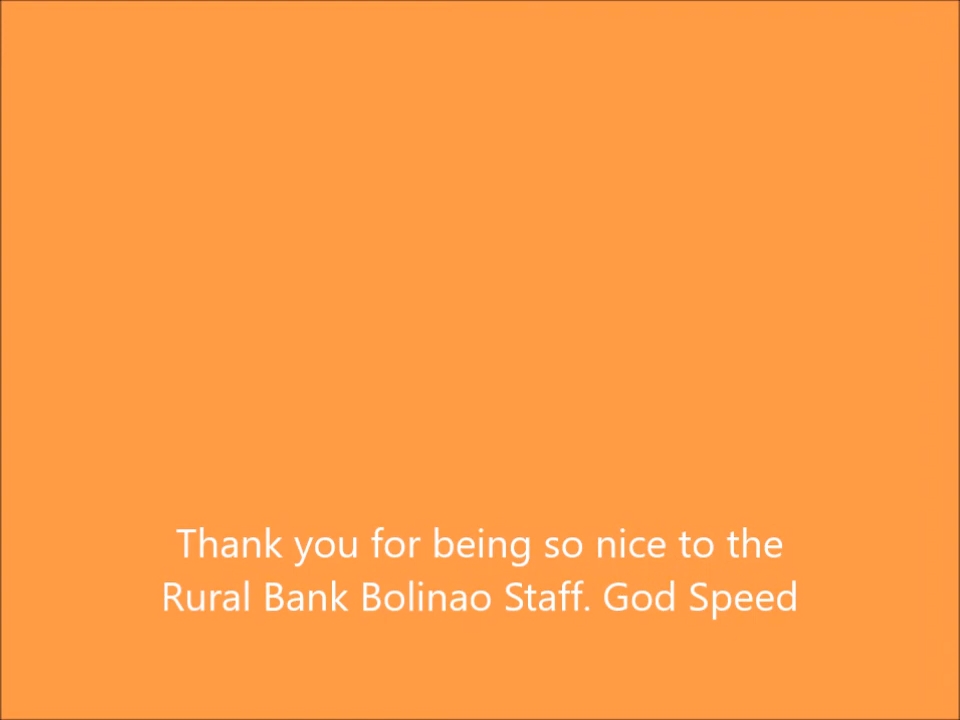 Thank you for being so nice to the
Rural Bank Bolinao Staff. God Speed